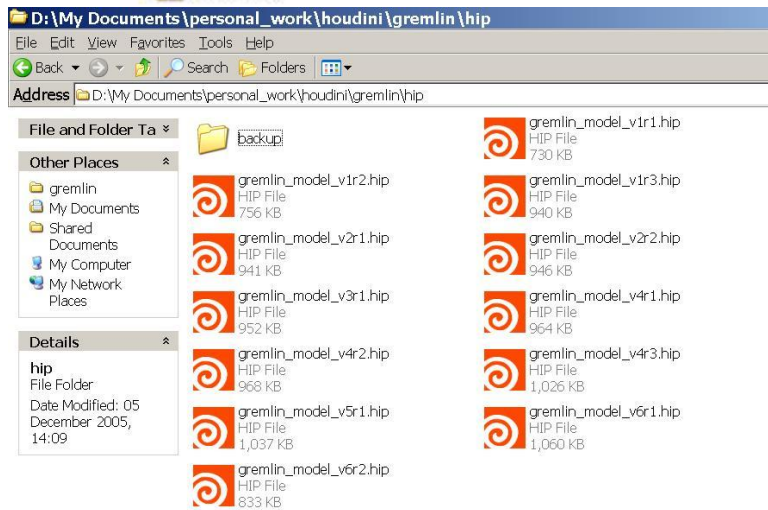 D:\My Documents\personal_work\houdini\gremlin\hip
File Edit View Favorites Tools Help
Back Search Folders
Address D:\My Documents\personal_work\houdini\gremlin\hip
File and Folder Ta
Other Places
gremlin
My Documents
Shared
Documents
My Computer
My Network
Places
Details
hip
File Folder
Date Modified: 05
December 2005,
14:09
backup
gremlin_model_v1r1.hip
HIP File
730 KB
gremlin_model_v1r2.hip
HIP File
756 KB
gremlin_model_v1r3.hip
HIP File
940 KB
gremlin_model_v2r1.hip
HIP File
941 KB
gremlin_model_v2r2.hip
HIP File
946 KB
gremlin_model_v3r1.hip
HIP File
952 KB
gremlin_model_v4r1.hip
HIP File
964 KB
gremlin_model_v4r2.hip
HIP File
968 KB
gremlin_model_v4r3.hip
HIP File
1,026 KB
gremlin_model_v5r1.hip
HIP File
1,037 KB
gremlin_model_v6r1.hip
HIP File
1,060 KB
gremlin_model_v6r2.hip
HIP File
833 KB